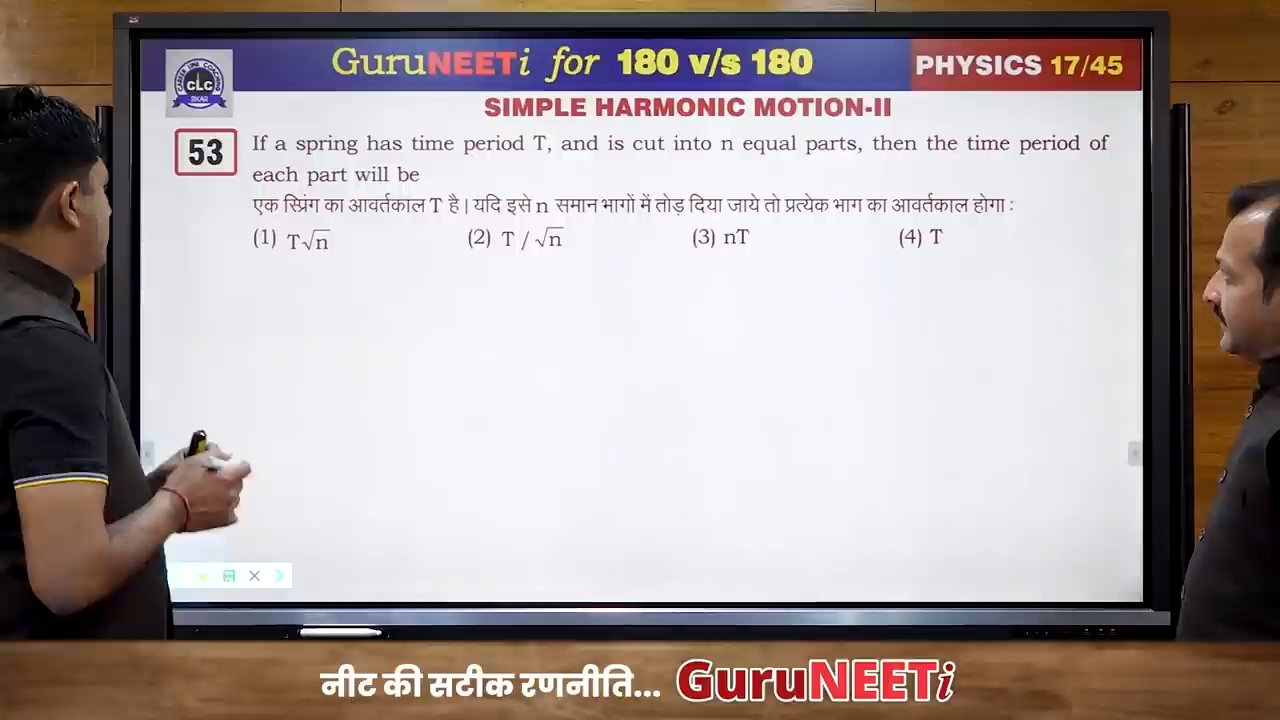 GuruNEETi for 180 v/s 180
PHYSICS 17/45
CLC
SIKAR
SIMPLE HARMONIC MOTION-II
53
If a spring has time period T, and is cut into n equal parts, then the time period of
each part will be
एक स्प्रिंग का आवर्तकाल T है। यदि इसे n समान भागों में तोड़ दिया जाये तो प्रत्येक भाग का आवर्तकाल होगा :
(1) T√n (2) T / √n (3) nT (4) T
नीट की सटीक रणनीति... GuruNEETi